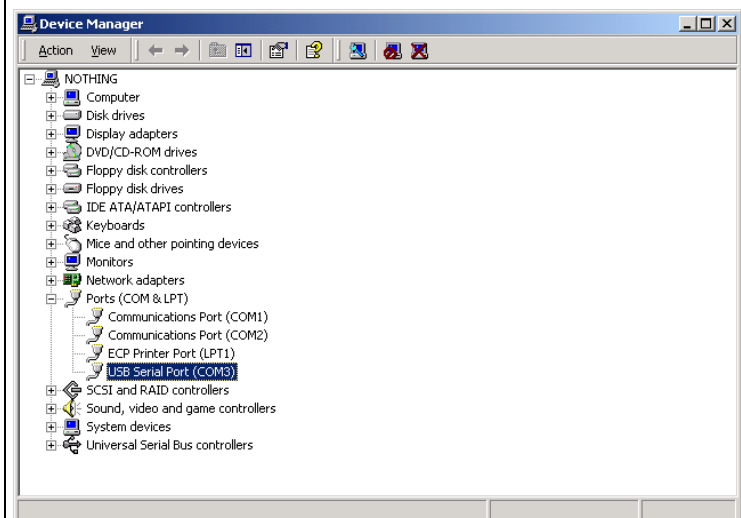 Device Manager
Action View
NOTHING
Computer
Disk drives
Display adapters
DVD/CD-ROM drives
Floppy disk controllers
Floppy disk drives
IDE ATA/ATAPI controllers
Keyboards
Mice and other pointing devices
Monitors
Network adapters
Ports (COM & LPT)
Communications Port (COM1)
Communications Port (COM2)
ECP Printer Port (LPT1)
USB Serial Port (COM3)
SCSI and RAID controllers
Sound, video and game controllers
System devices
Universal Serial Bus controllers